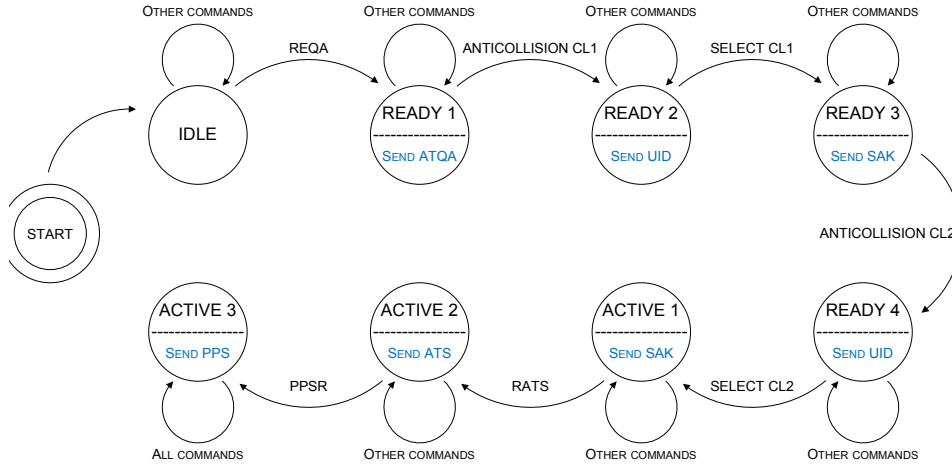 OTHER COMMANDS OTHER COMMANDS OTHER COMMANDS OTHER COMMANDS
REQA ANTICOLLISION CL1 SELECT CL1
IDLE
READY 1
SEND ATQA
READY 2
SEND UID
READY 3
SEND SAK
START
ANTICOLLISION CL2
ACTIVE 3
SEND PPS
ACTIVE 2
SEND ATS
ACTIVE 1
SEND SAK
READY 4
SEND UID
PPSR RATS SELECT CL2
ALL COMMANDS OTHER COMMANDS OTHER COMMANDS OTHER COMMANDS